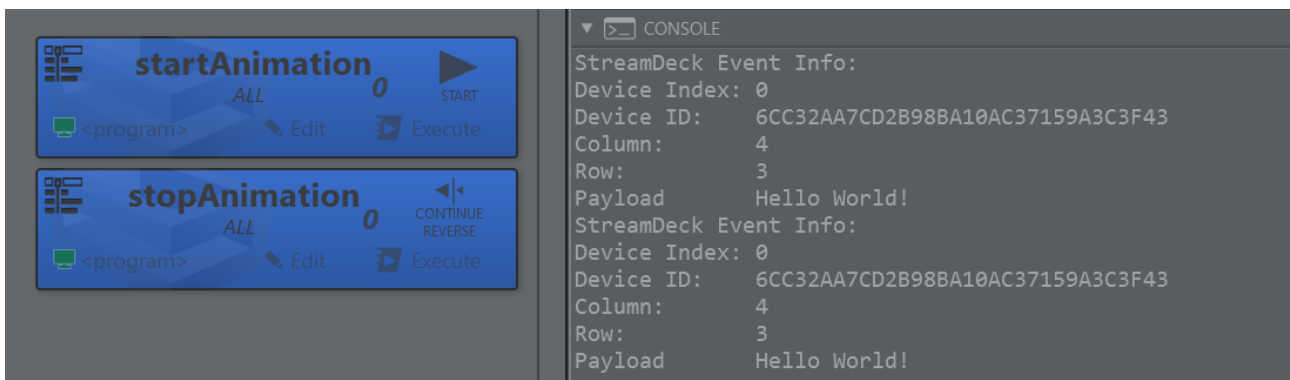 startAnimation
ALL
0
START
<program>
Edit
Execute
stopAnimation
ALL
0
CONTINUE
REVERSE
<program>
Edit
Execute
CONSOLE
StreamDeck Event Info:
Device Index: 0
Device ID: 6CC32AA7CD2B98BA10AC37159A3C3F43
Column: 4
Row: 3
Payload Hello World!
StreamDeck Event Info:
Device Index: 0
Device ID: 6CC32AA7CD2B98BA10AC37159A3C3F43
Column: 4
Row: 3
Payload Hello World!